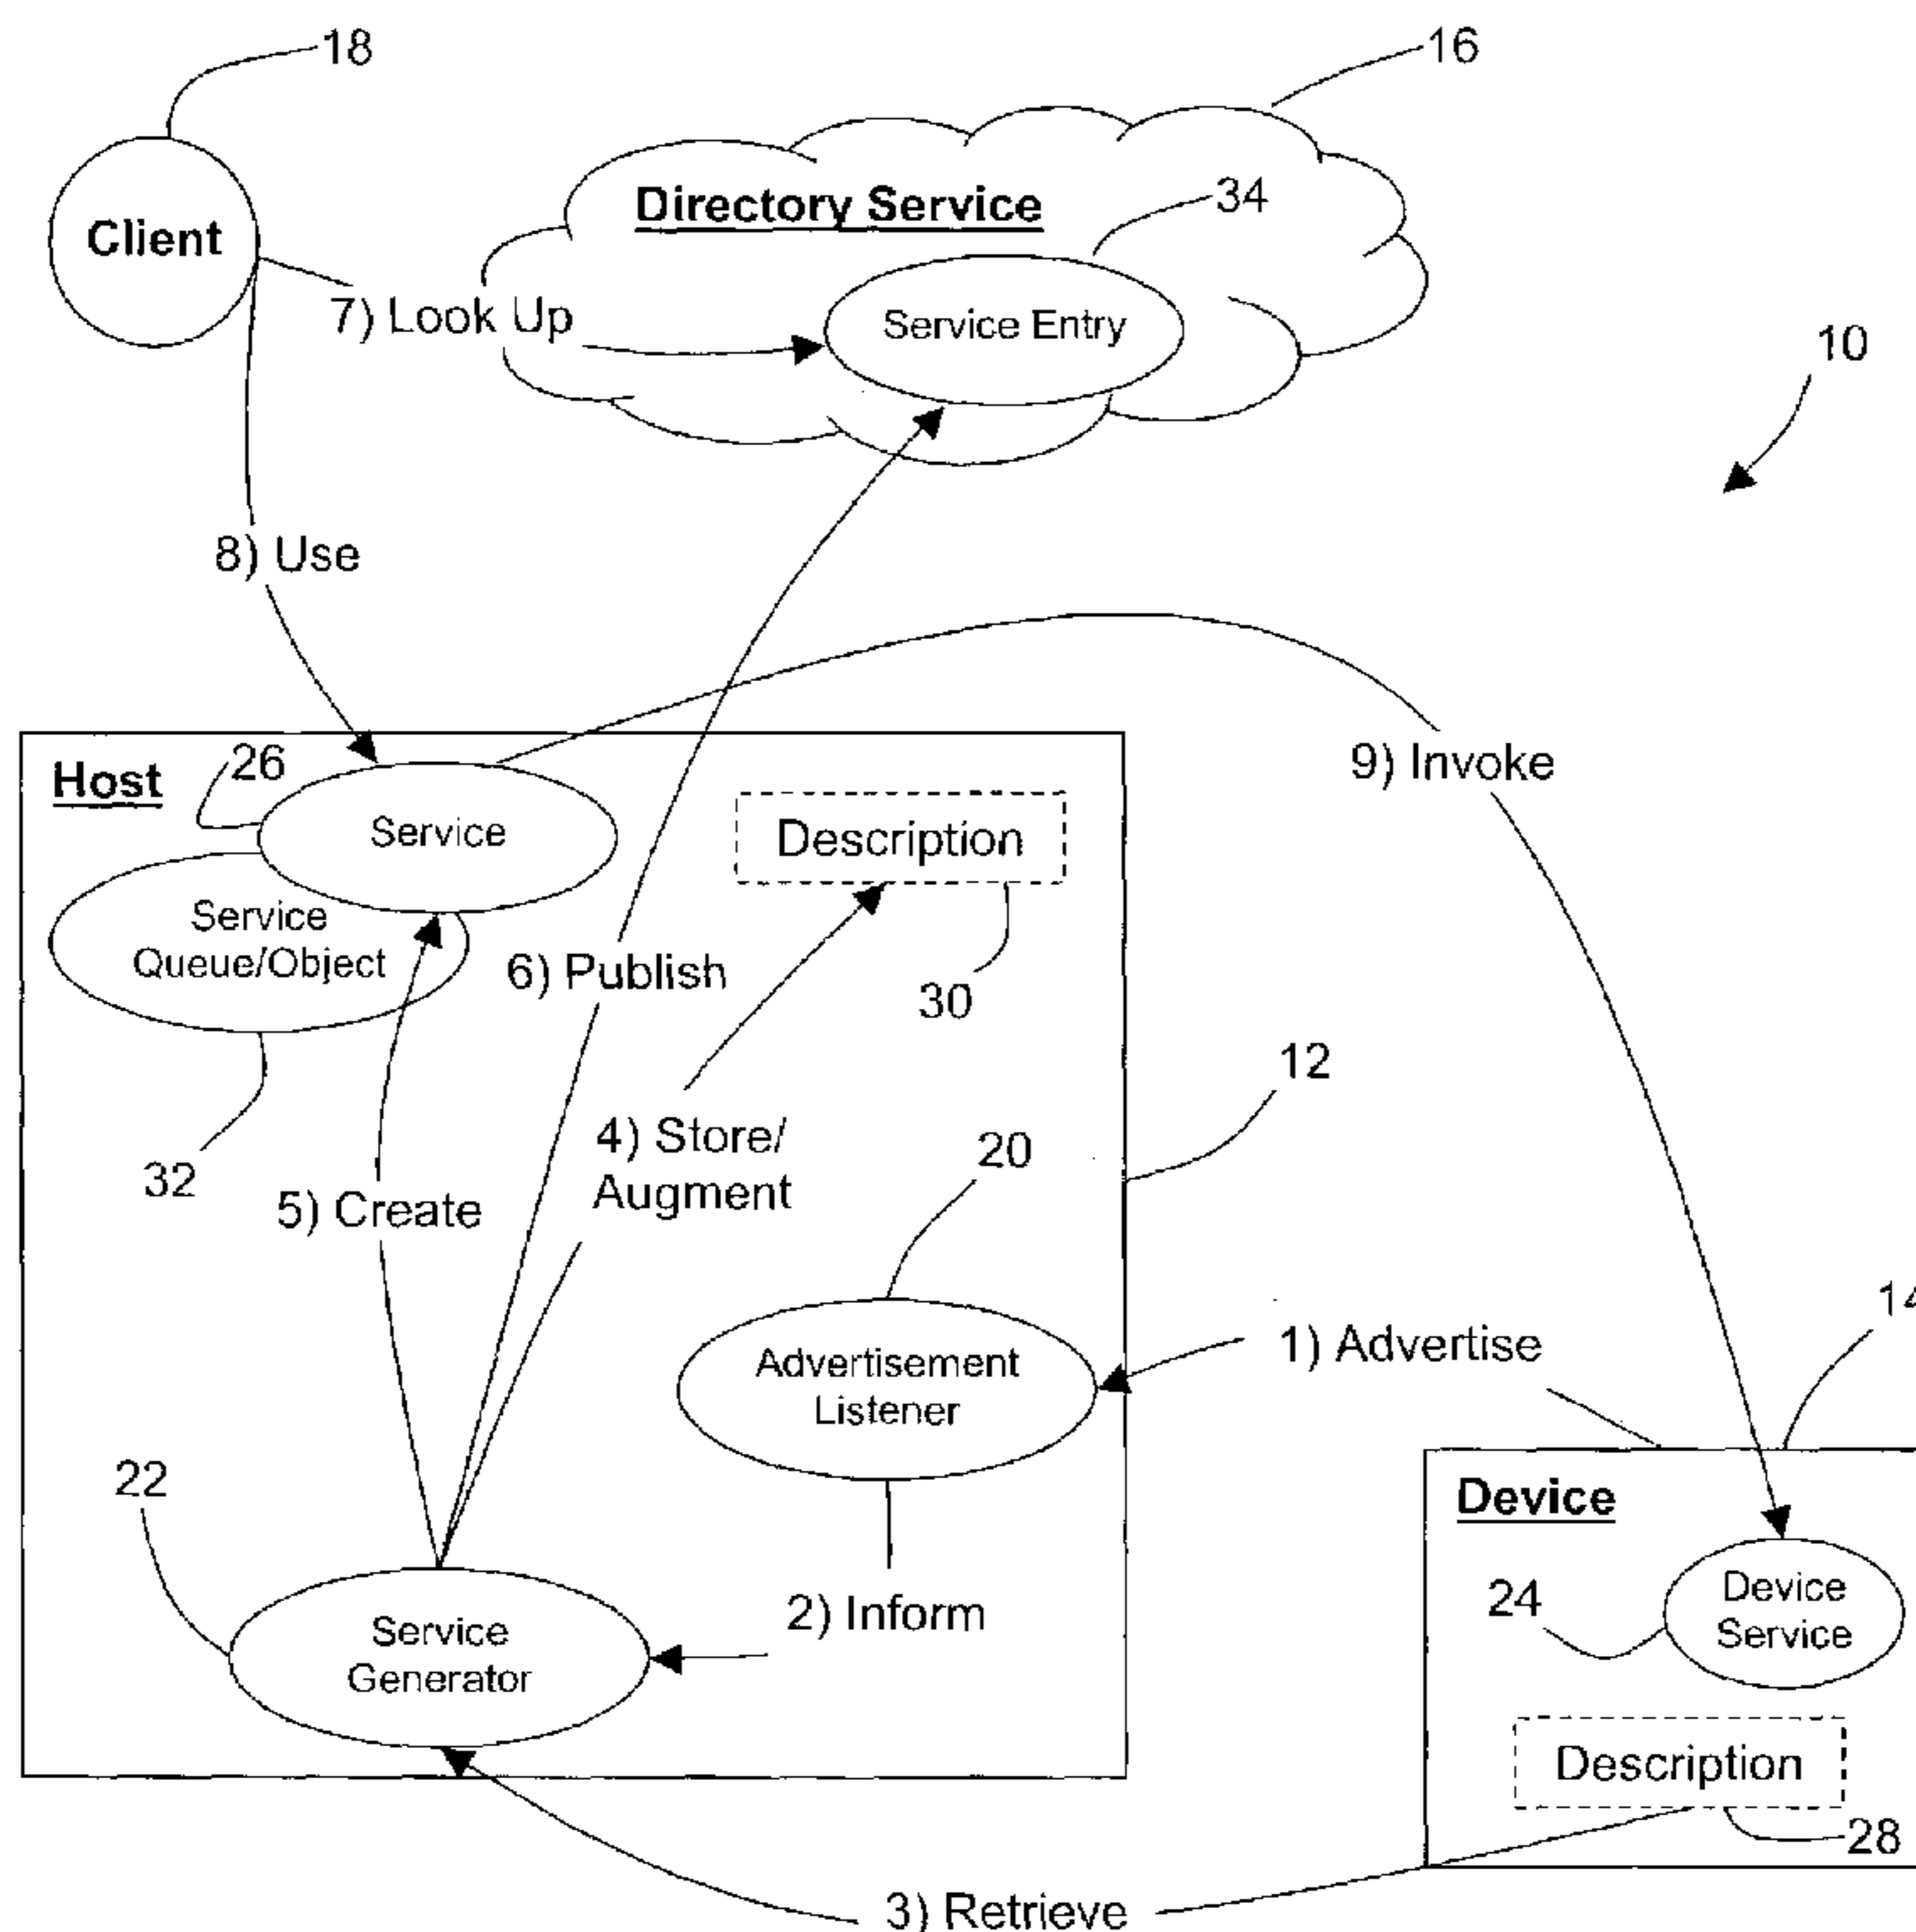 18
16
Directory Service
34
Client
7) Look Up
Service Entry
10
8) Use
Host
26
Service
Description
9) Invoke
Service
Queue/Object
6) Publish
30
12
32
4) Store/
Augment
20
5) Create
14
1) Advertise
Advertisement
Listener
22
Device
2) Inform
24
Device
Service
Service
Generator
Description
28
3) Retrieve